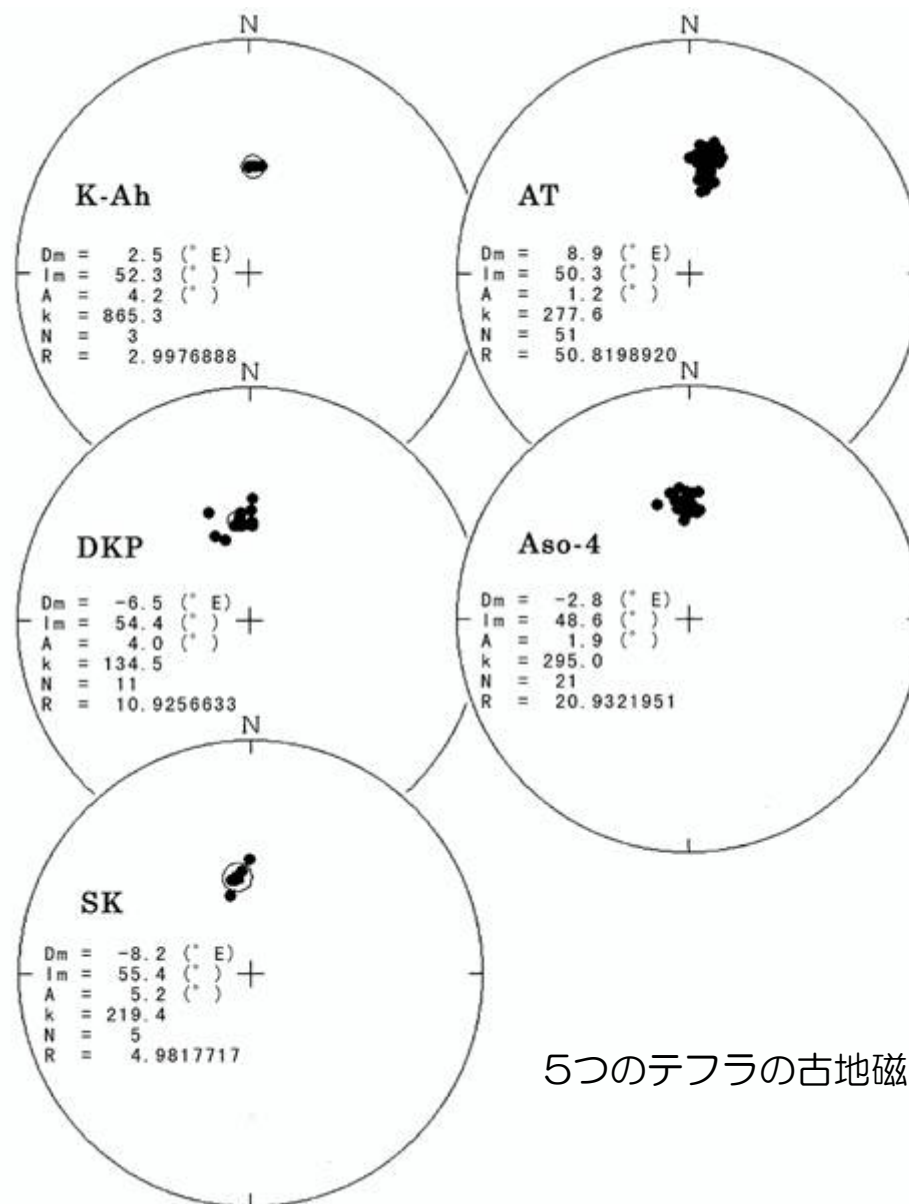 N
K-Ah
Dm = 2.5 (° E)
Im = 52.3 (° )
A = 4.2 (° )
k = 865.3
N = 3
R = 2.9976888
N
AT
Dm = 8.9 (° E)
Im = 50.3 (° )
A = 1.2 (° )
k = 277.6
N = 51
R = 50.8198920
N
DKP
Dm = -6.5 (° E)
Im = 54.4 (° )
A = 4.0 (° )
k = 134.5
N = 11
R = 10.9256633
N
Aso-4
Dm = -2.8 (° E)
Im = 48.6 (° )
A = 1.9 (° )
k = 295.0
N = 21
R = 20.9321951
N
SK
Dm = -8.2 (° E)
Im = 55.4 (° )
A = 5.2 (° )
k = 219.4
N = 5
R = 4.9817717
5つのテフラの古地磁